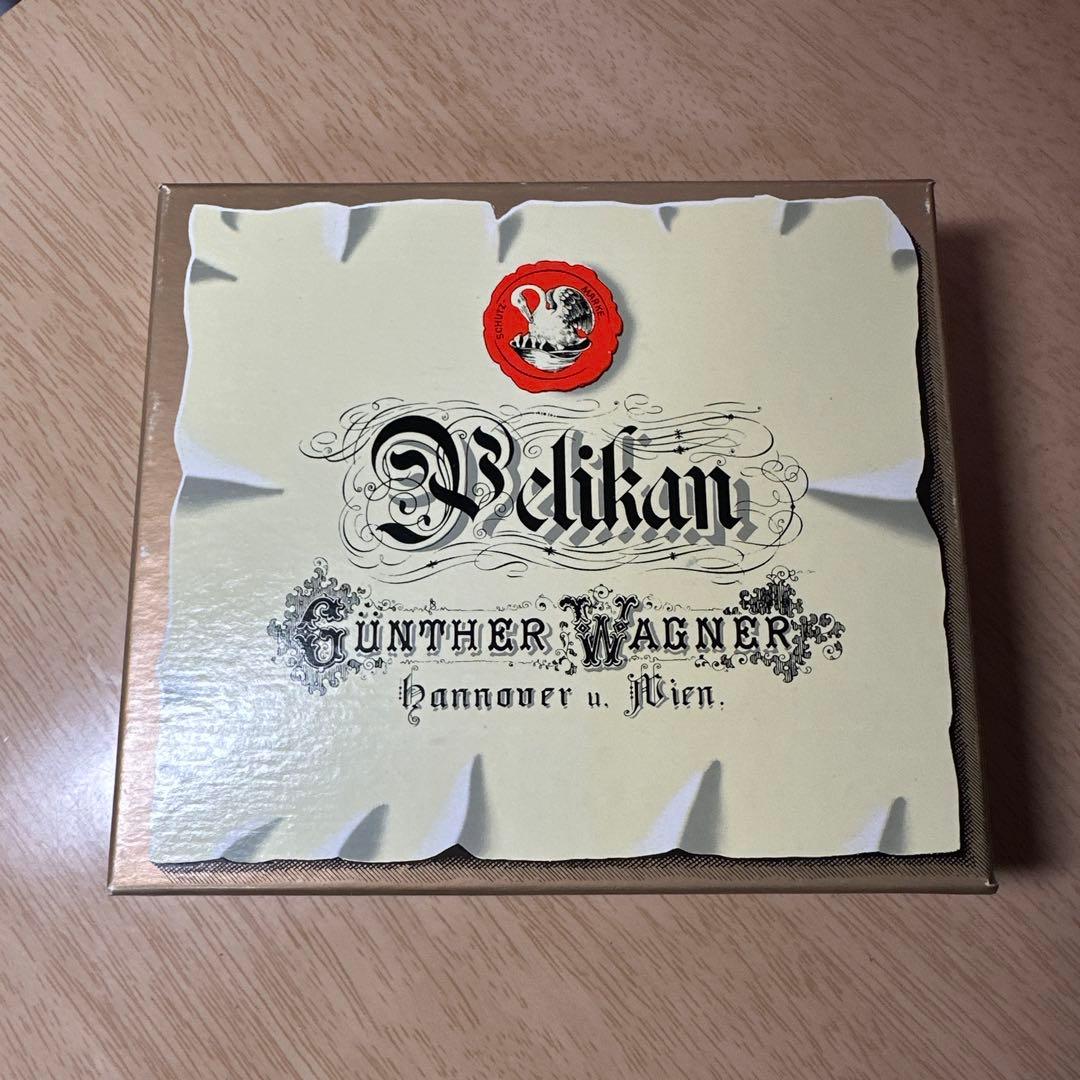 SCHUTZ- MARKE
Pelikan
GÜNTHER WAGNER
Hannover u. Wien.